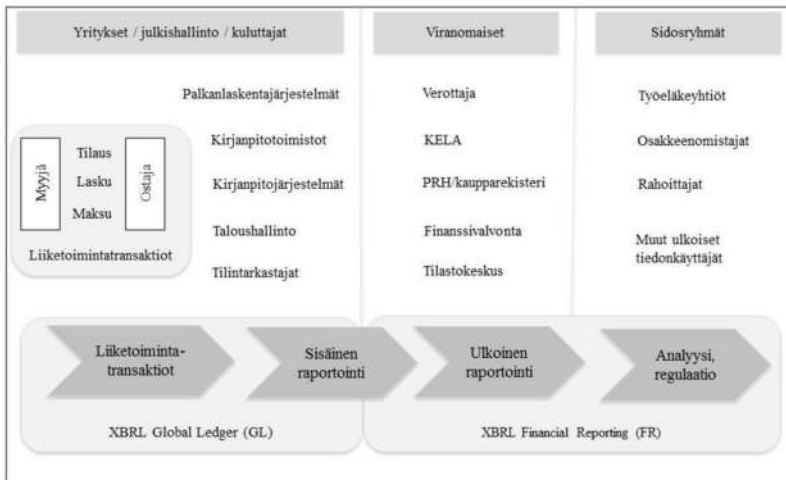 Yritykset / julkishallinto / kuluttajat
Viranomaiset
Sidosryhmät
Palkanlaskentajärjestelmät
Kirjanpitotoimistot
Kirjanpitojärjestelmät
Taloushallinto
Tilintarkastajat
Myyjä
Tilaus
Lasku
Maksu
Ostaja
Liiketoimintatransaktiot
Verottaja
KELA
PRH/kaupparekisteri
Finanssivalvonta
Tilastokeskus
Työeläkeyhtiöt
Osakkeenomistajat
Rahoittajat
Muut ulkoiset
tiedonkäyttäjät
Liiketoiminta-
transaktiot
Sisäinen
raportointi
Ulkoinen
raportointi
Analyysi,
regulaatio
XBRL Global Ledger (GL)
XBRL Financial Reporting (FR)